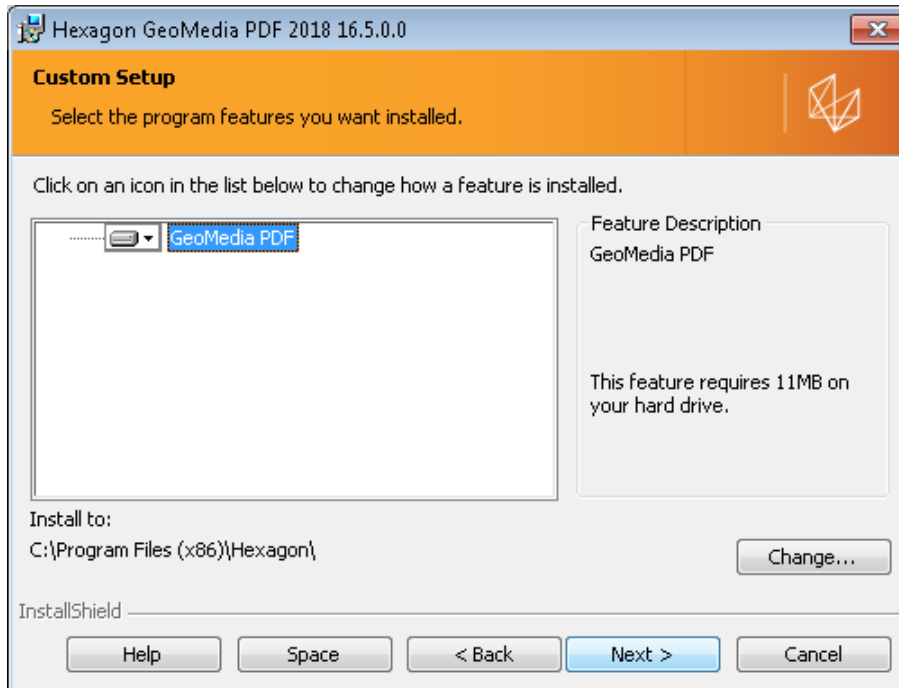 Hexagon GeoMedia PDF 2018 16.5.0.0
Custom Setup
Select the program features you want installed.
Click on an icon in the list below to change how a feature is installed.
GeoMedia PDF
Feature Description
GeoMedia PDF
This feature requires 11MB on
your hard drive.
Install to:
C:\Program Files (x86)\Hexagon\
Change...
InstallShield
Help
Space
< Back
Next >
Cancel